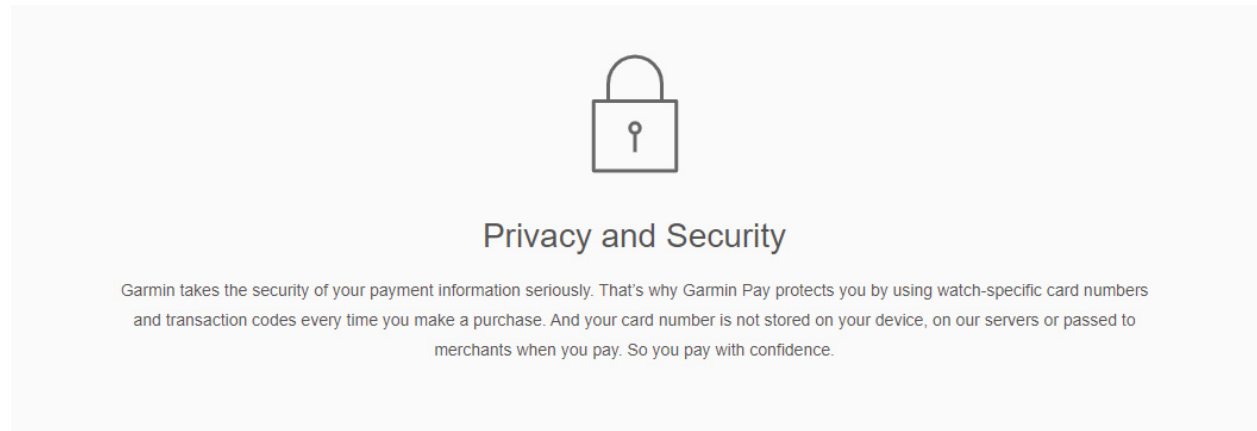 Privacy and Security
Garmin takes the security of your payment information seriously. That’s why Garmin Pay protects you by using watch-specific card numbers
and transaction codes every time you make a purchase. And your card number is not stored on your device, on our servers or passed to
merchants when you pay. So you pay with confidence.